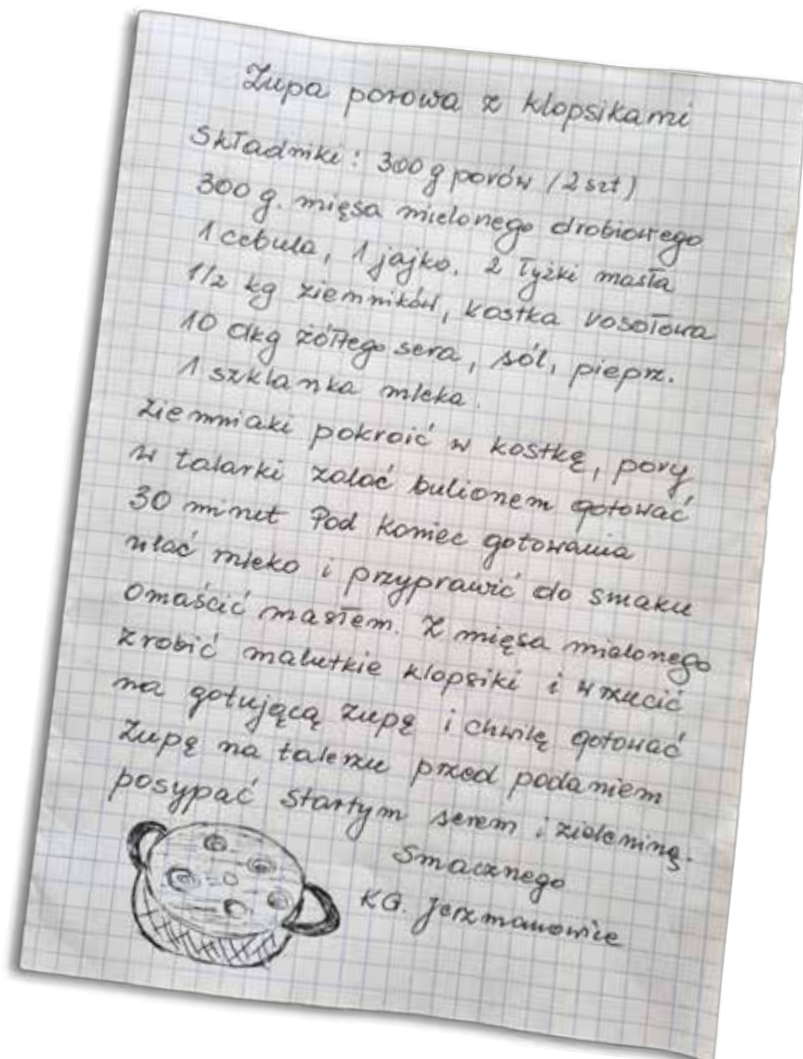 Zupa porowa z klopsikami
Składniki: 300 g porów (2 szt)
300 g. mięsa mielonego drobiowego
1 cebula, 1 jajko, 2 łyżki masła
1/2 kg ziemników, kostka rosołowa
10 dkg żółtego sera, sól, pieprz.
1 szklanka mleka.
Ziemniaki pokroić w kostkę, pory
w talarki zalać bulionem gotować
30 minut Pod koniec gotowania
wlać mleko i przyprawić do smaku
omaścić masłem. Z mięsa mielonego
zrobić malutkie klopsiki i wrzucić
na gotującą zupę i chwilę gotować
Zupę na talerzu przed podaniem
posypać startym serem i zieleniną.
Smacznego
KG. Jerzmanowice